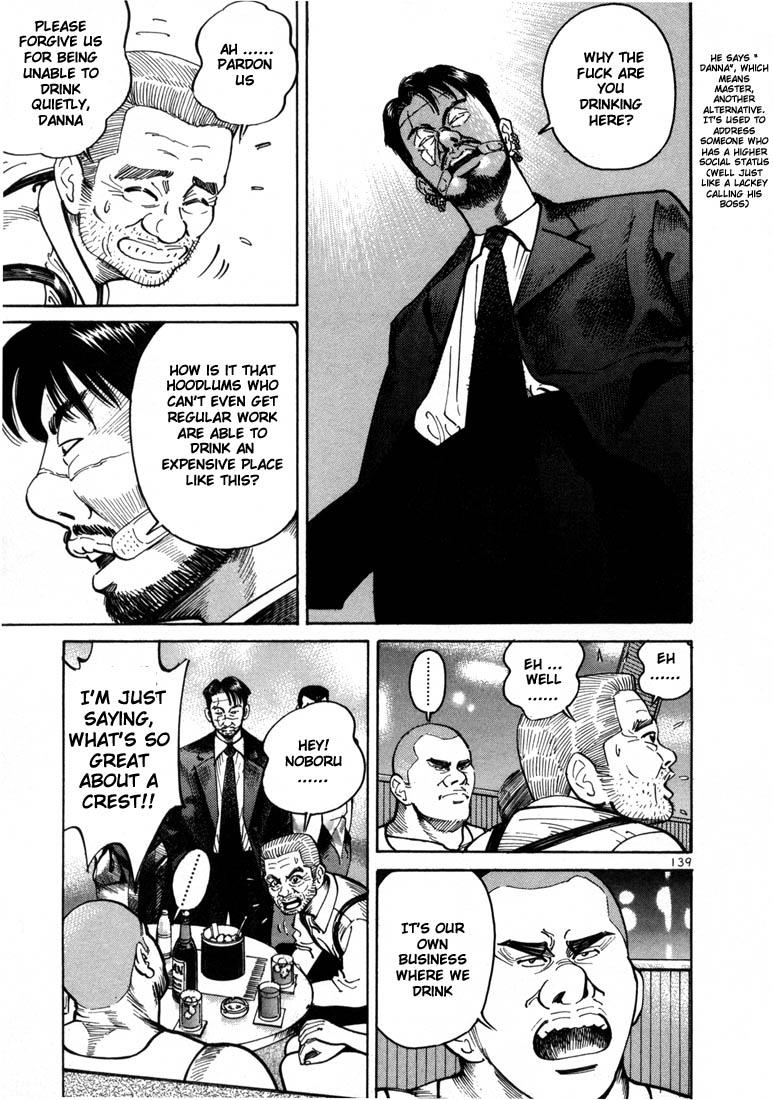 WHY THE
FUCK ARE
YOU
DRINKING
HERE?
HE SAYS "
DANNA", WHICH
MEANS
MASTER,
ANOTHER
ALTERNATIVE.
IT'S USED TO
ADDRESS
SOMEONE WHO
HAS A HIGHER
SOCIAL STATUS
(WELL JUST
LIKE A LACKEY
CALLING HIS
BOSS)
AH ......
PARDON
US
PLEASE
FORGIVE US
FOR BEING
UNABLE TO
DRINK
QUIETLY,
DANNA
HOW IS IT THAT
HOODLUMS WHO
CAN'T EVEN GET
REGULAR WORK
ARE ABLE TO
DRINK AN
EXPENSIVE PLACE
LIKE THIS?
EH
......
EH ...
WELL
......
........
139
IT'S OUR
OWN
BUSINESS
WHERE WE
DRINK
HEY!
NOBORU
......
I'M JUST
SAYING,
WHAT'S SO
GREAT
ABOUT A
CREST!!
........